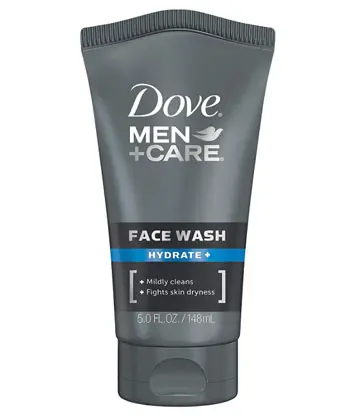 Dove
MEN
+CARE®
FACE WASH
HYDRATE +
+ Mildly cleans
+ Fights skin dryness
5.0 FL.OZ./148mL